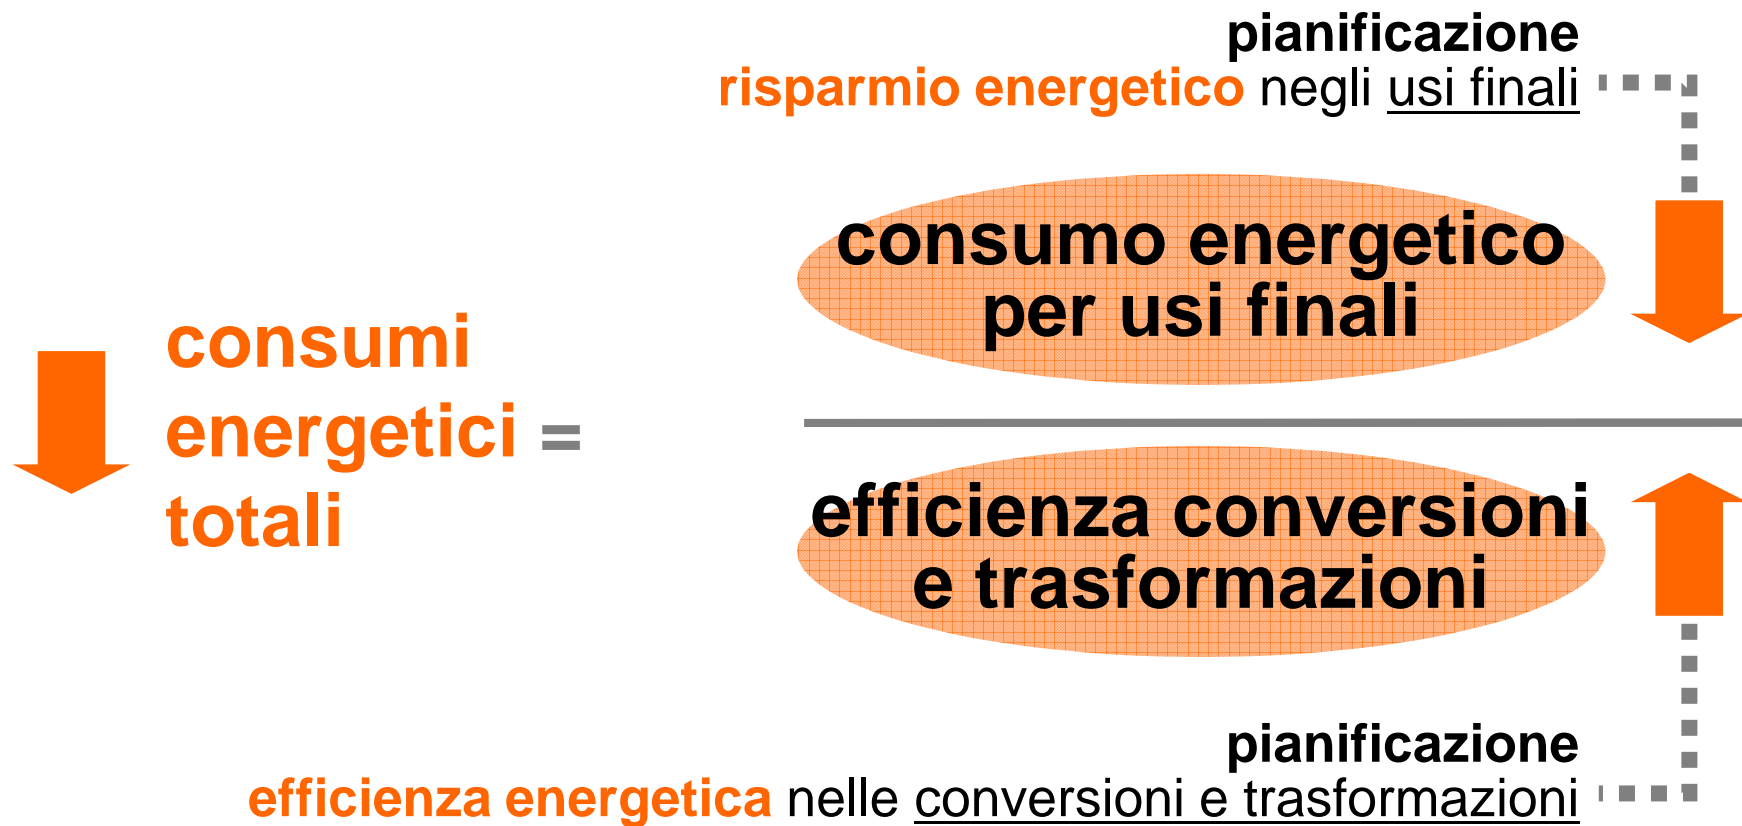 pianificazione
risparmio energetico negli usi finali
consumo energetico
per usi finali
consumi
energetici =
totali
efficienza conversioni
e trasformazioni
pianificazione
efficienza energetica nelle conversioni e trasformazioni